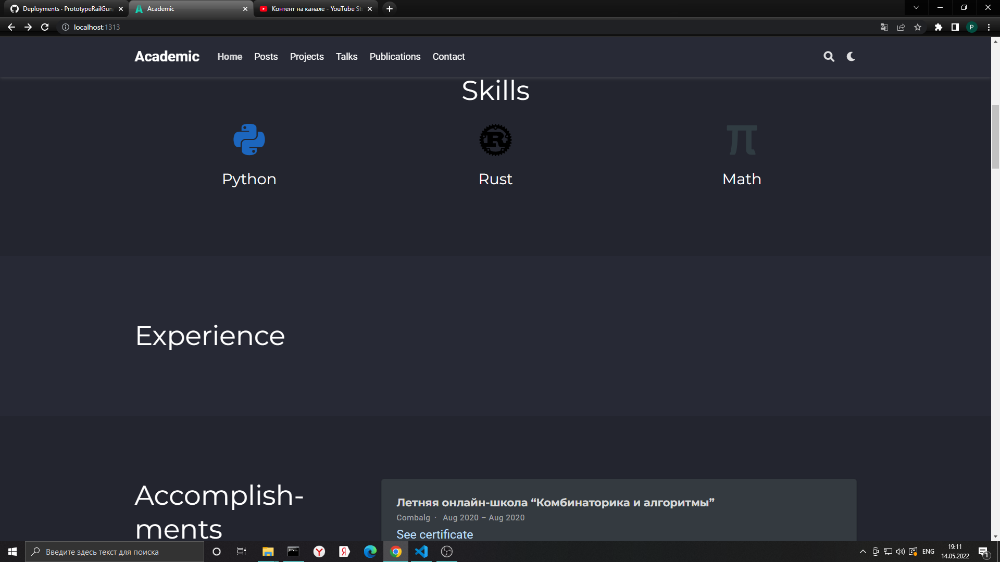 Deployments · PrototypeRailGun
Academic
Контент на канале - YouTube St
localhost:1313
P
Academic
Home
Posts
Projects
Talks
Publications
Contact
Skills
Python
Rust
Math
Experience
Accomplish-
ments
Летняя онлайн-школа “Комбинаторика и алгоритмы”
Combalg · Aug 2020 – Aug 2020
See certificate
Введите здесь текст для поиска
ENG
19:11
14.05.2022
1